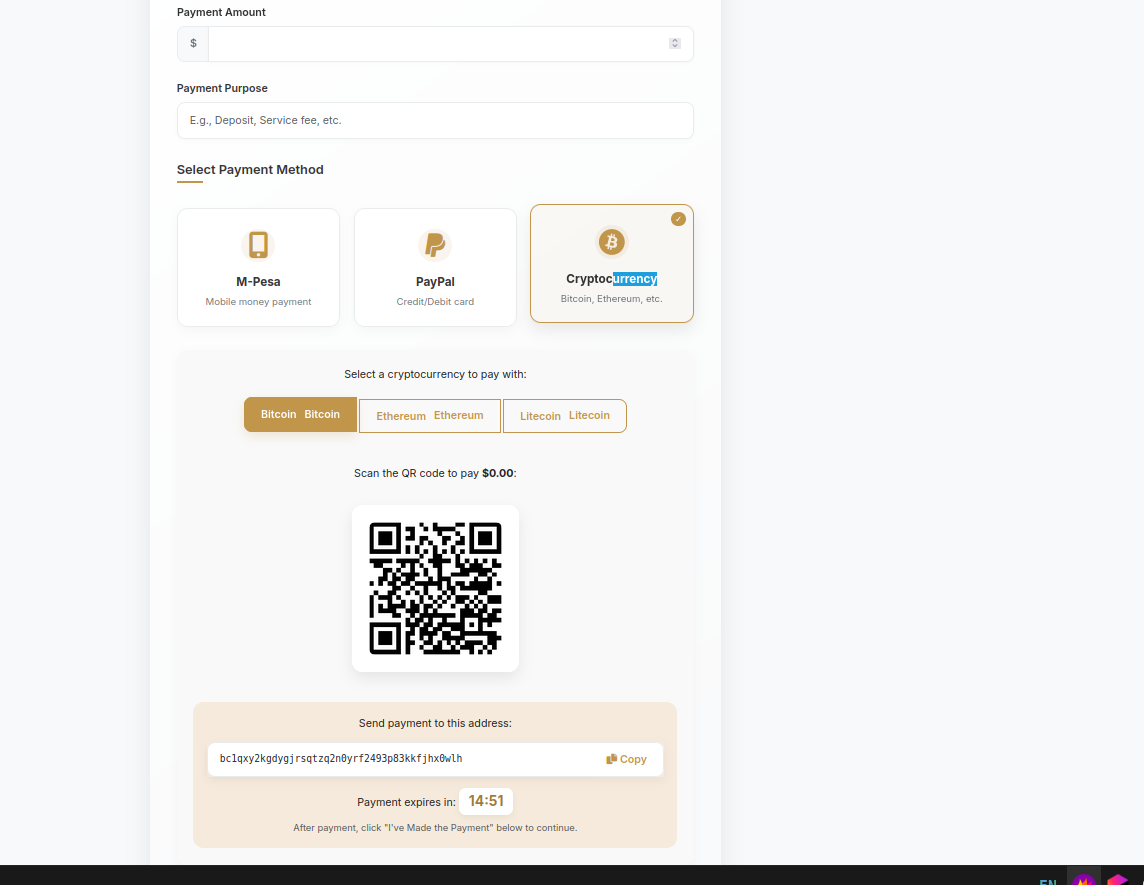 Payment Amount
$
Payment Purpose
E.g., Deposit, Service fee, etc.
Select Payment Method
M-Pesa
Mobile money payment
PayPal
Credit/Debit card
Cryptocurrency
Bitcoin, Ethereum, etc.
Select a cryptocurrency to pay with:
Bitcoin Bitcoin
Ethereum Ethereum
Litecoin Litecoin
Scan the QR code to pay $0.00:
Send payment to this address:
bc1qxy2kgdygjrsqtzq2n0yrf2493p83kkfjhx0wlh
Copy
Payment expires in: 14:51
After payment, click "I've Made the Payment" below to continue.
EN